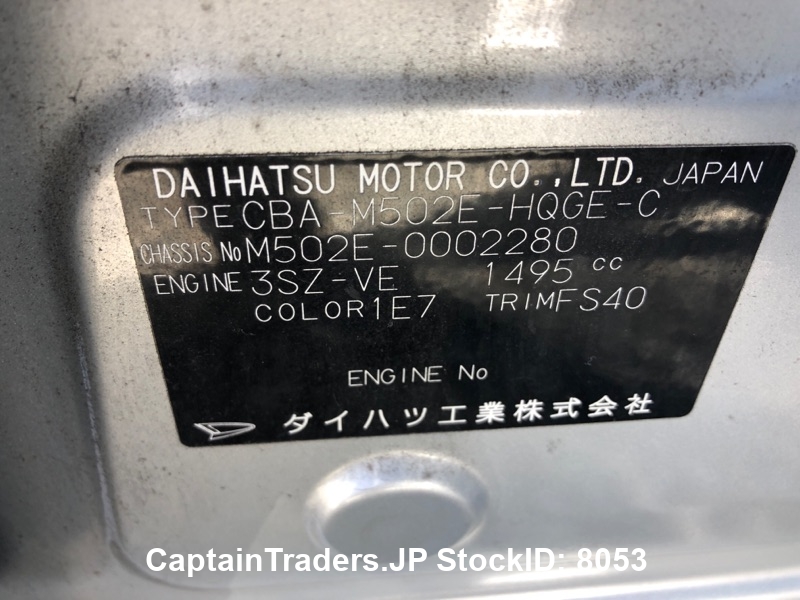 DAIHATSU MOTOR CO.,LTD. JAPAN
TYPE CBA-M502E-HQGE-C
CHASSIS No M502E-0002280
ENGINE 3SZ-VE 1495 cc
COLOR 1E7 TRIM FS40
ENGINE No
ダイハツ工業株式会社
CaptainTraders.JP StockID: 8053